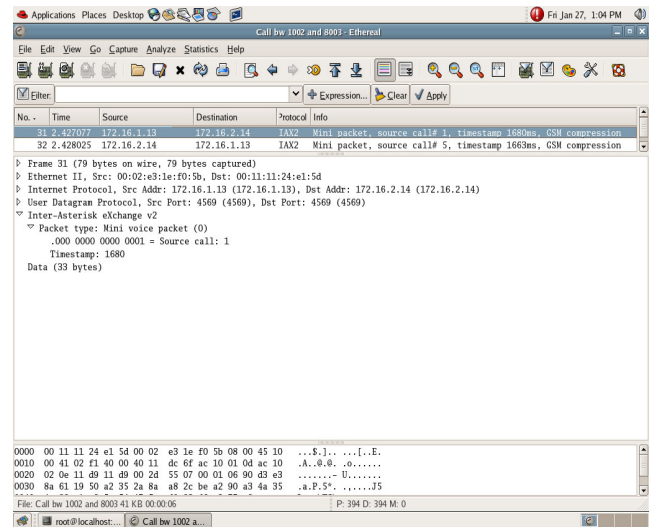 Applications Places Desktop Fri Jan 27, 1:04 PM
Call bw 1002 and 8003 - Ethereal
File Edit View Go Capture Analyze Statistics Help
Filter: Expression... Clear Apply
No. . Time Source Destination Protocol Info
31 2.427077 172.16.1.13 172.16.2.14 IAX2 Mini packet, source call# 1, timestamp 1680ms, GSM compression
32 2.428025 172.16.2.14 172.16.1.13 IAX2 Mini packet, source call# 5, timestamp 1663ms, GSM compression
Frame 31 (79 bytes on wire, 79 bytes captured)
Ethernet II, Src: 00:02:e3:1e:f0:5b, Dst: 00:11:11:24:e1:5d
Internet Protocol, Src Addr: 172.16.1.13 (172.16.1.13), Dst Addr: 172.16.2.14 (172.16.2.14)
User Datagram Protocol, Src Port: 4569 (4569), Dst Port: 4569 (4569)
Inter-Asterisk eXchange v2
Packet type: Mini voice packet (0)
.000 0000 0000 0001 = Source call: 1
Timestamp: 1680
Data (33 bytes)
0000 00 11 11 24 e1 5d 00 02 e3 1e f0 5b 08 00 45 10 ...$.].. ...[..E.
0010 00 41 02 f1 40 00 40 11 dc 6f ac 10 01 0d ac 10 .A..@.@. .o......
0020 02 0e 11 d9 11 d9 00 2d 55 07 00 01 06 90 d3 e3 .......- U.......
0030 8a 61 19 50 a2 35 2a 8a a8 2c be a2 90 a3 4a 35 .a.P.5*. .,....J5
File: Call bw 1002 and 8003 41 KB 00:00:06 P: 394 D: 394 M: 0
root@localhost:... Call bw 1002 a...